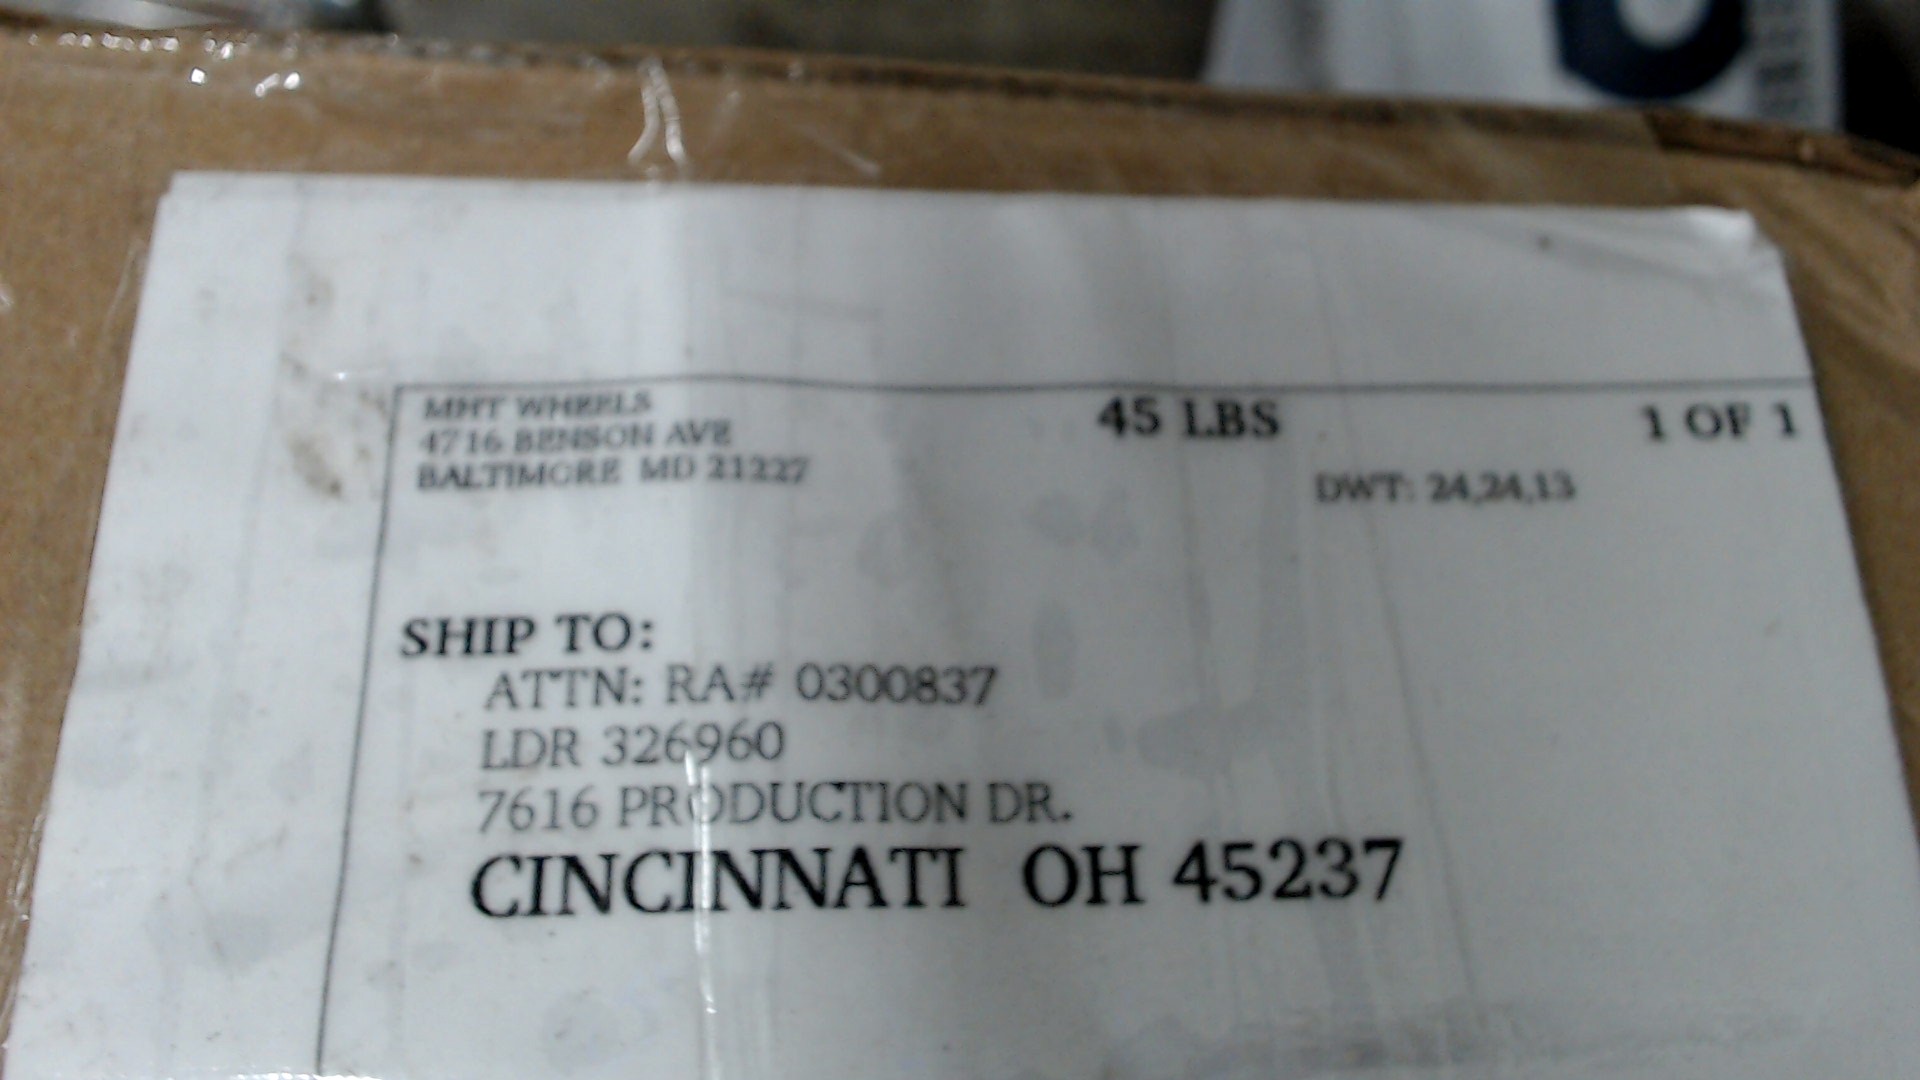 MHT WHEELS
4716 BENSON AVE
BALTIMORE MD 21227
45 LBS
1 OF 1
DWT: 24,24,13
SHIP TO:
ATTN: RA# 0300837
LDR 326960
7616 PRODUCTION DR.
CINCINNATI OH 45237